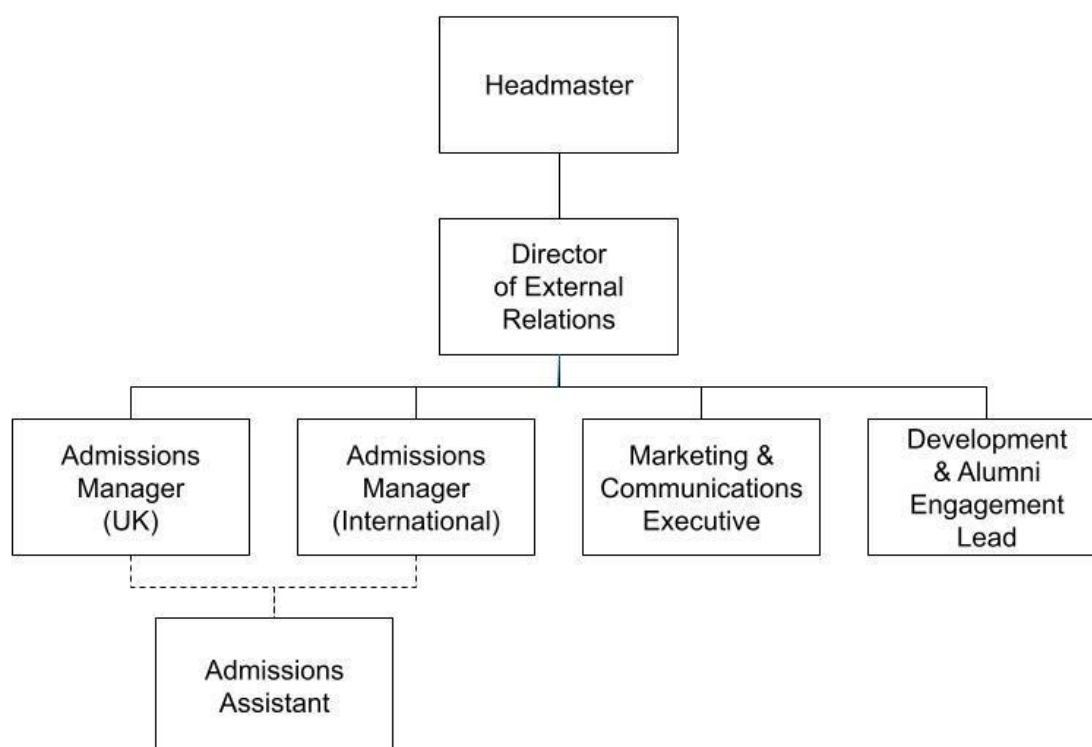 Headmaster
Director
of External
Relations
Admissions
Manager
(UK)
Admissions
Manager
(International)
Marketing &
Communications
Executive
Development
& Alumni
Engagement
Lead
Admissions
Assistant